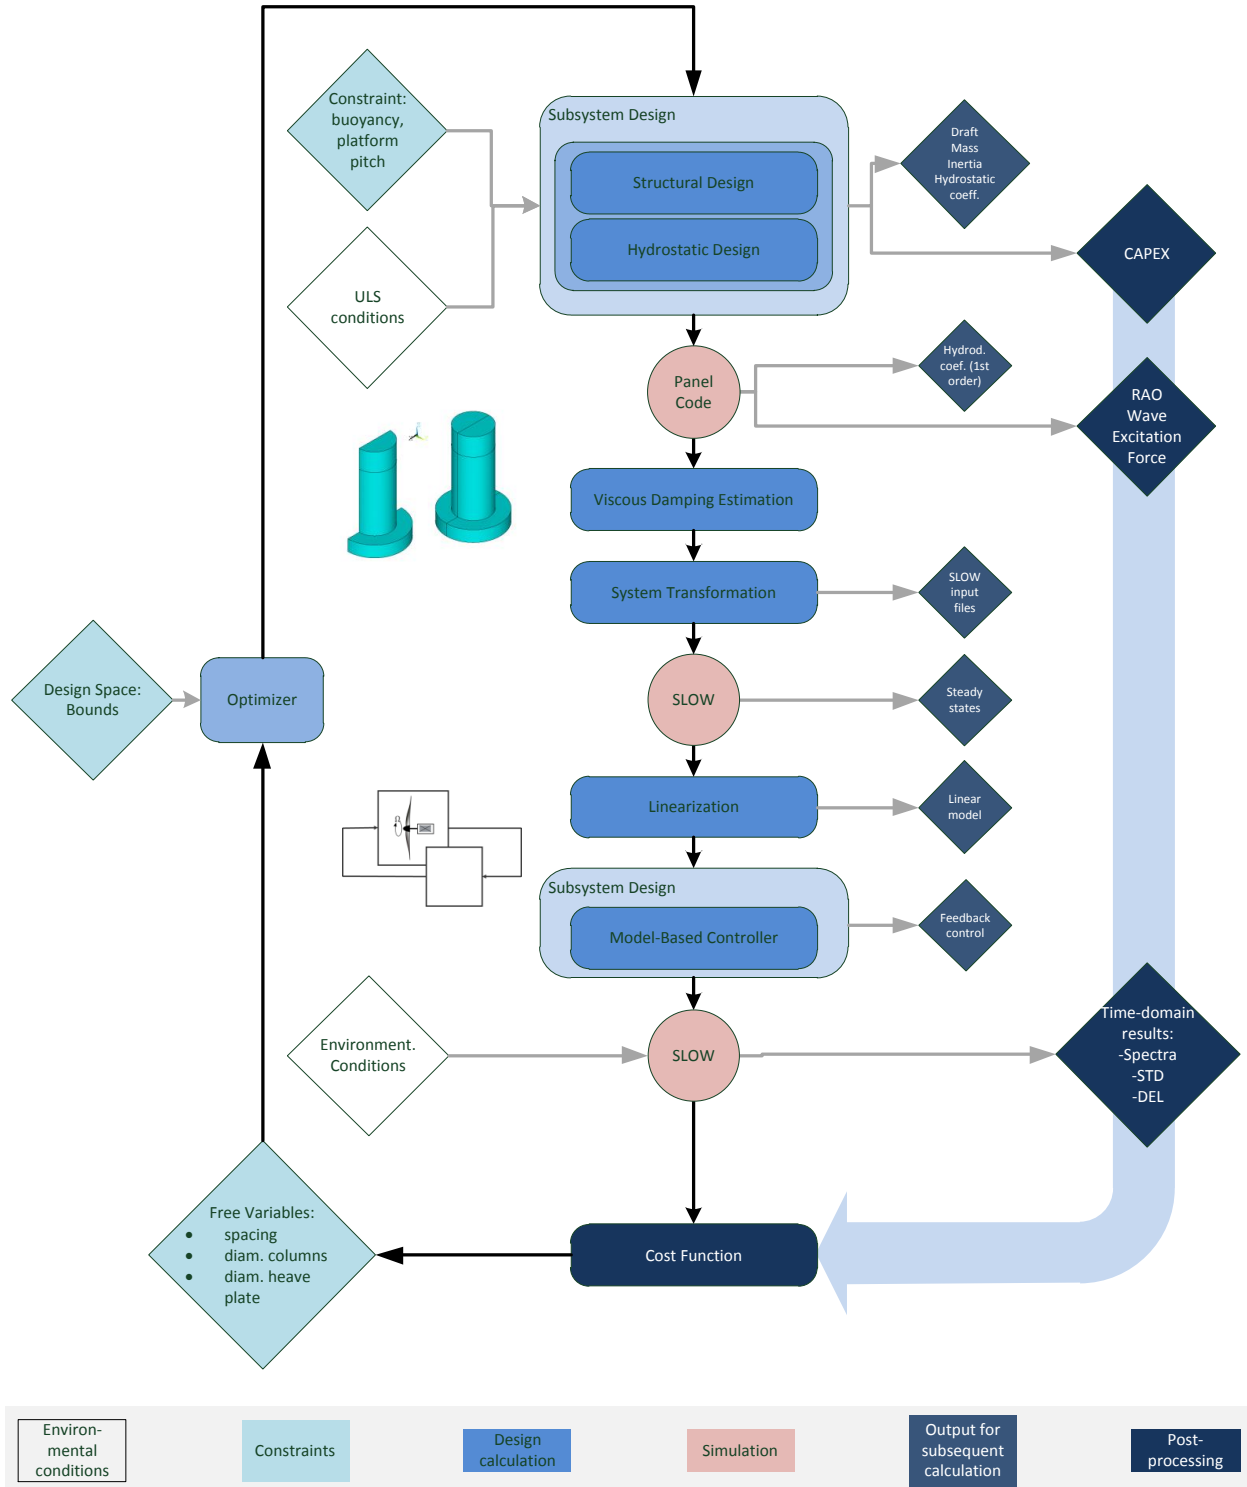 Constraint:
buoyancy,
platform
pitch
Subsystem Design
Structural Design
Hydrostatic Design
Draft
Mass
Inertia
Hydrostatic
coeff.
CAPEX
ULS
conditions
Panel
Code
Hydrod.
coef. (1st
order)
RAO
Wave
Excitation
Force
Viscous Damping Estimation
System Transformation
SLOW
input
files
Design Space:
Bounds
Optimizer
SLOW
Steady
states
Linearization
Linear
model
Subsystem Design
Model-Based Controller
Feedback
control
Environment.
Conditions
SLOW
Time-domain
results:
-Spectra
-STD
-DEL
Free Variables:
• spacing
• diam. columns
• diam. heave
plate
Cost Function
Environ-
mental
conditions
Constraints
Design
calculation
Simulation
Output for
subsequent
calculation
Post-
processing